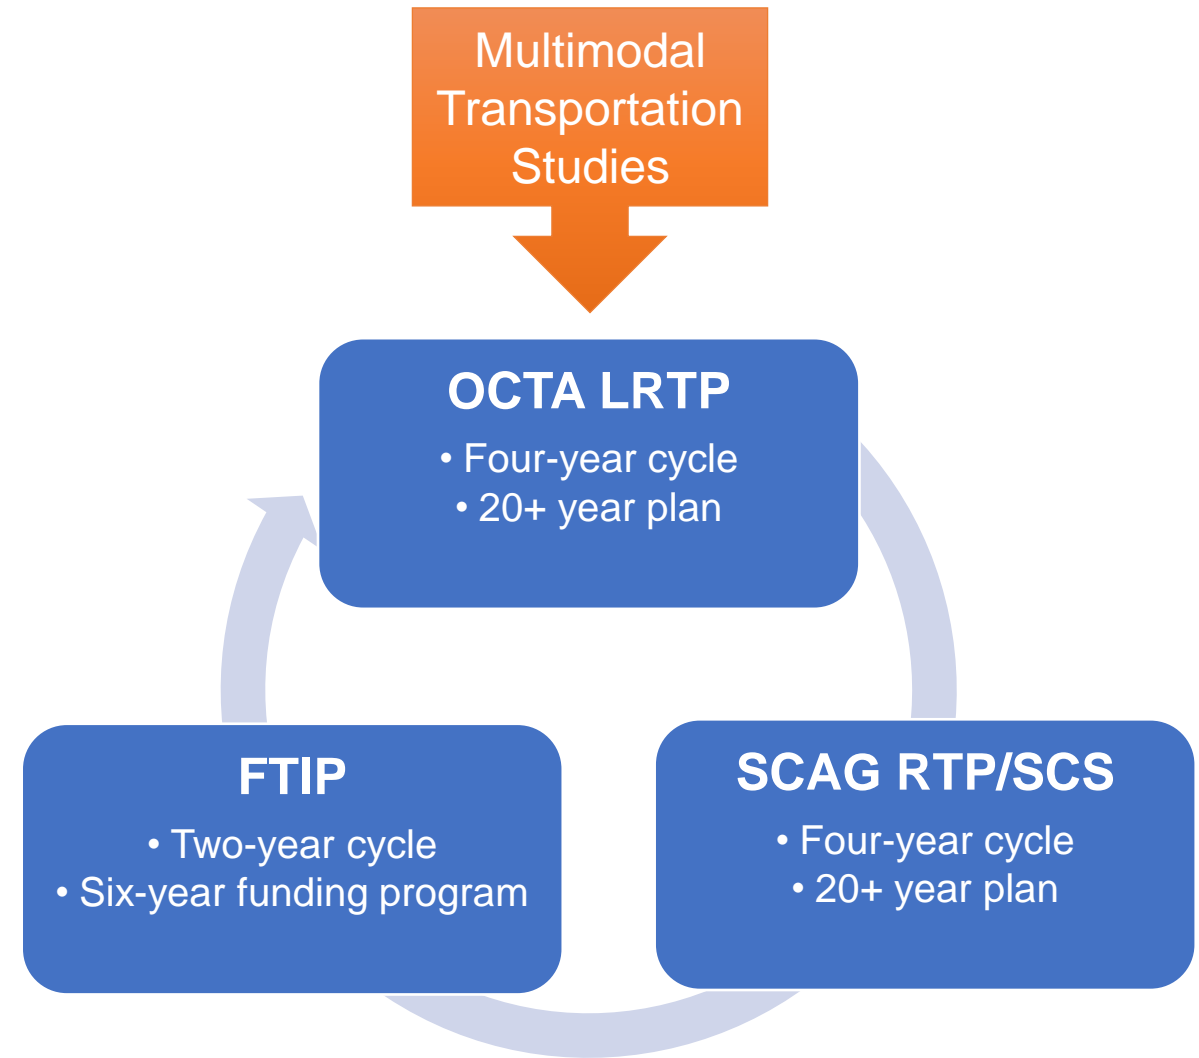 Multimodal
Transportation
Studies
OCTA LRTP
• Four-year cycle
• 20+ year plan
FTIP
• Two-year cycle
• Six-year funding program
SCAG RTP/SCS
• Four-year cycle
• 20+ year plan